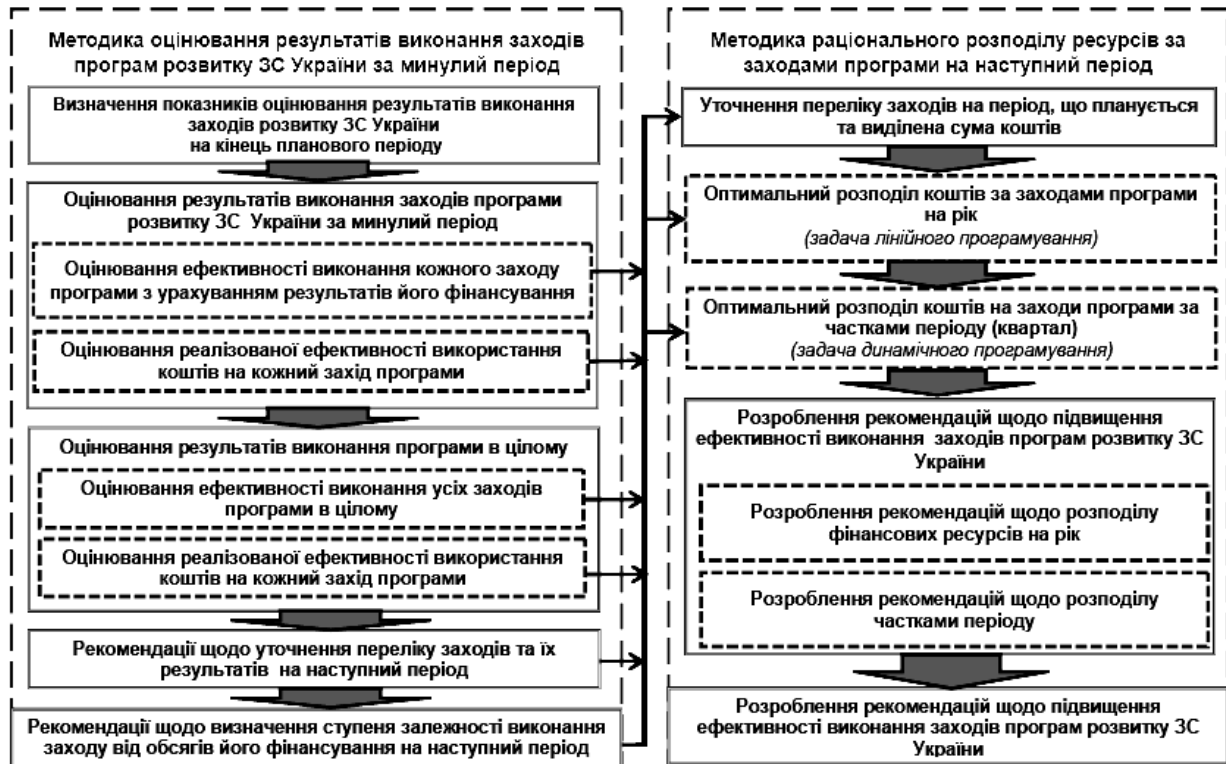 Методика оцінювання результатів виконання заходів
програм розвитку ЗС України за минулий період
Визначення показників оцінювання результатів виконання
заходів розвитку ЗС України
на кінець планового періоду
Оцінювання результатів виконання заходів програми
розвитку ЗС України за минулий період
Оцінювання ефективності виконання кожного заходу
програми з урахуванням результатів його фінансування
Оцінювання реалізованої ефективності використання
коштів на кожний захід програми
Оцінювання результатів виконання програми в цілому
Оцінювання ефективності виконання усіх заходів
програми в цілому
Оцінювання реалізованої ефективності використання
коштів на кожний захід програми
Рекомендації щодо уточнення переліку заходів та їх
результатів на наступний період
Рекомендації щодо визначення ступеня залежності виконання
заходу від обсягів його фінансування на наступний період
Методика раціонального розподілу ресурсів за
заходами програми на наступний період
Уточнення переліку заходів на період, що планується
та виділена сума коштів
Оптимальний розподіл коштів за заходами програми
на рік
(задача лінійного програмування)
Оптимальний розподіл коштів на заходи програми за
частками періоду (квартал)
(задача динамічного програмування)
Розроблення рекомендацій щодо підвищення
ефективності виконання заходів програм розвитку ЗС
України
Розроблення рекомендацій щодо розподілу
фінансових ресурсів на рік
Розроблення рекомендацій щодо розподілу
частками періоду
Розроблення рекомендацій щодо підвищення
ефективності виконання заходів програм розвитку ЗС
України